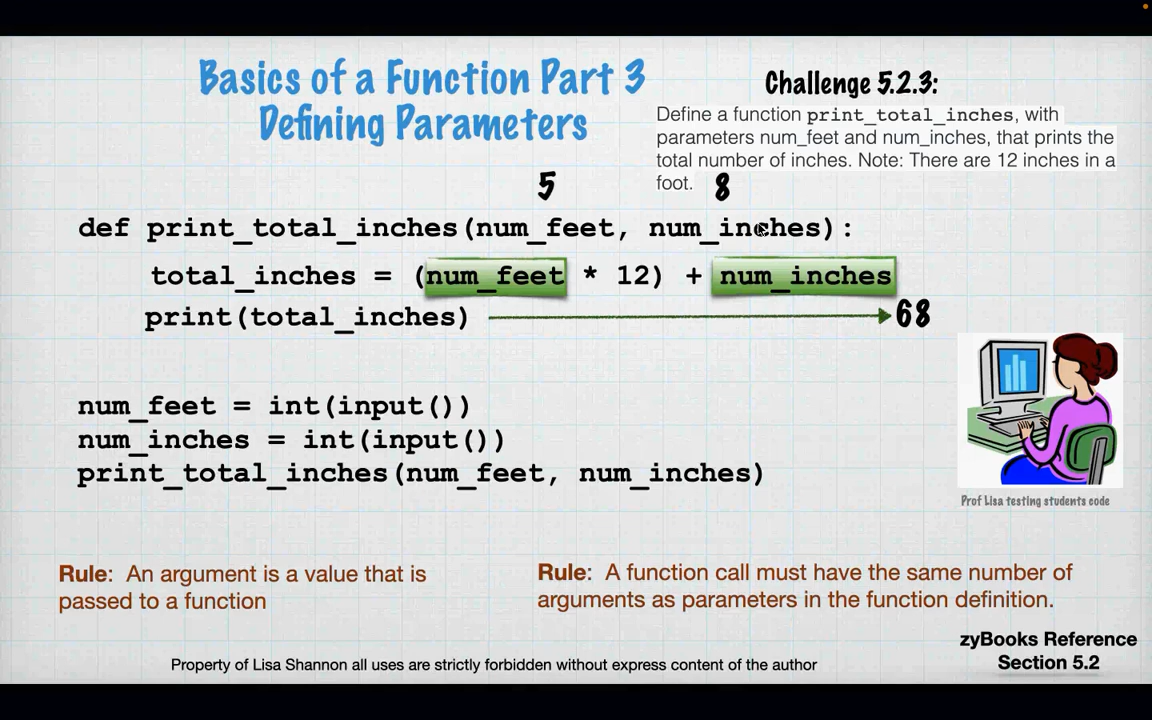 Basics of a Function Part 3
Defining Parameters
Challenge 5.2.3:
Define a function print_total_inches, with
parameters num_feet and num_inches, that prints the
total number of inches. Note: There are 12 inches in a
foot.
5
8
def print_total_inches(num_feet, num_inches):
total_inches = (num_feet * 12) + num_inches
print(total_inches)
68
num_feet = int(input())
num_inches = int(input())
print_total_inches(num_feet, num_inches)
Prof Lisa testing students code
Rule: An argument is a value that is
passed to a function
Rule: A function call must have the same number of
arguments as parameters in the function definition.
zyBooks Reference
Section 5.2
Property of Lisa Shannon all uses are strictly forbidden without express content of the author